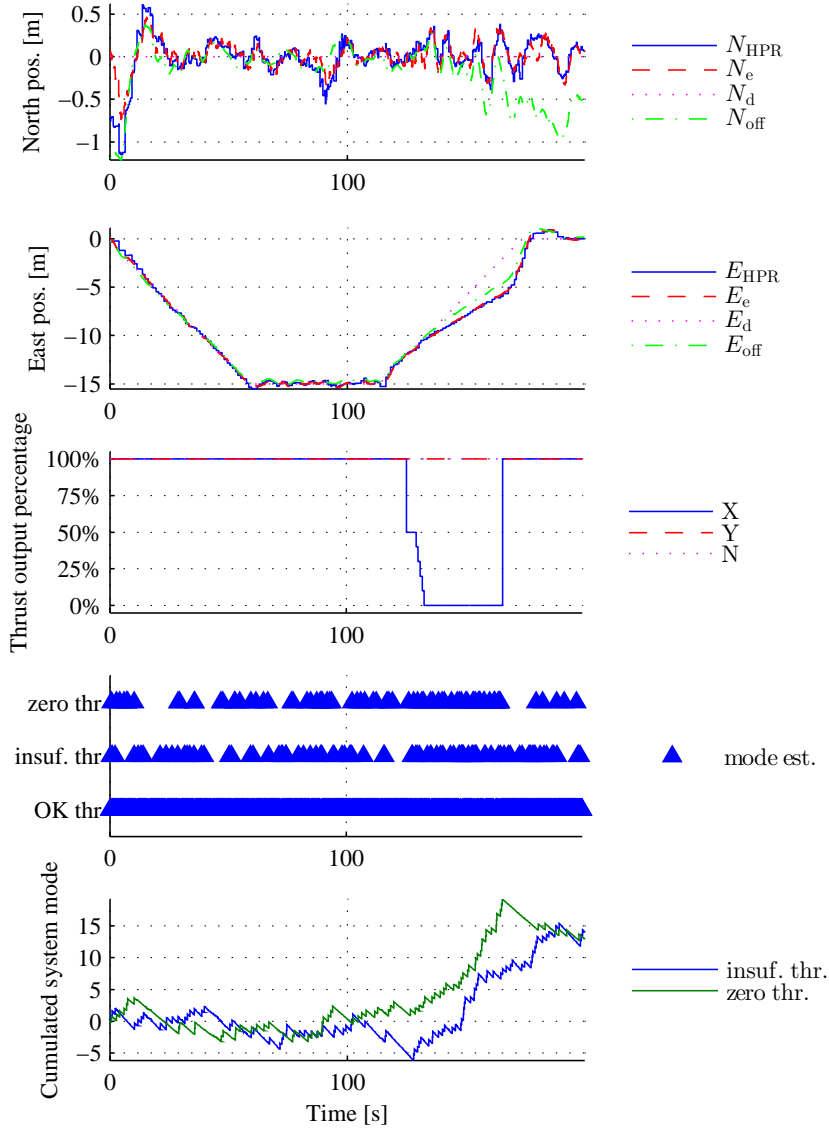 North pos. [m]
0.5
0
−0.5
−1
0
100
N_HPR
N_e
N_d
N_off
East pos. [m]
0
−5
−10
−15
0
100
E_HPR
E_e
E_d
E_off
Thrust output percentage
100%
75%
50%
25%
0%
0
100
X
Y
N
zero thr
insuf. thr
OK thr
0
100
mode est.
Cumulated system mode
15
10
5
0
−5
0
100
Time [s]
insuf. thr.
zero thr.